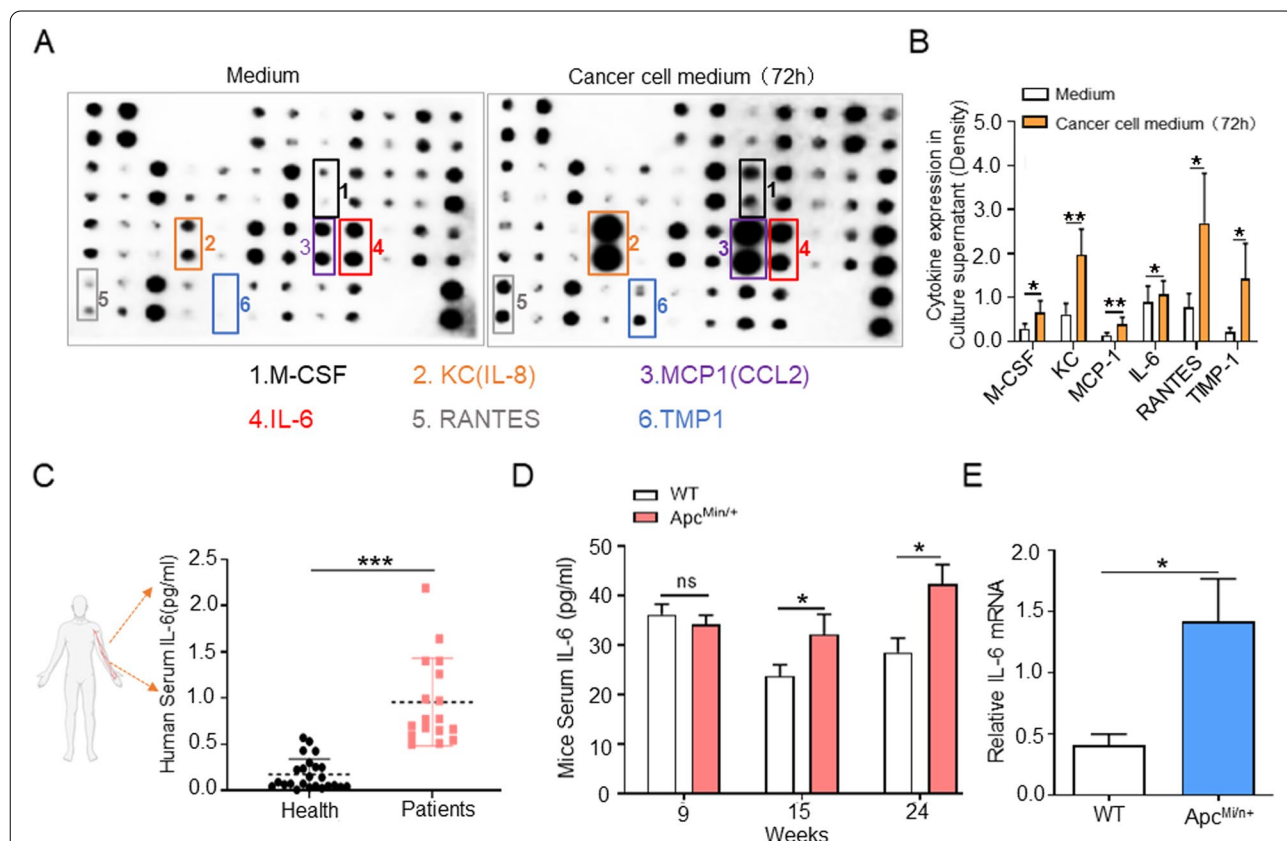 A
Medium
Cancer cell medium (72h)
1
2
3
4
5
6
1
2
3
4
5
6
1.M-CSF
2. KC(IL-8)
3.MCP1(CCL2)
4.IL-6
5. RANTES
6.TMP1
B
Medium
Cancer cell medium (72h)
Cytokine expression in
Culture supernatant (Density)
5.0
4.0
3.0
2.0
1.0
0.0
*
**
**
*
*
*
M-CSF
KC
MCP-1
IL-6
RANTES
TIMP-1
C
Human Serum IL-6(pg/ml)
2.5
2.0
1.5
1.0
0.5
0.0
***
Health
Patients
D
WT
Apc^Min/+
Mice Serum IL-6 (pg/ml)
50
40
30
20
10
0
ns
*
*
9
15
24
Weeks
E
Relative IL-6 mRNA
2.0
1.5
1.0
0.5
0.0
*
WT
Apc^Mi/n+